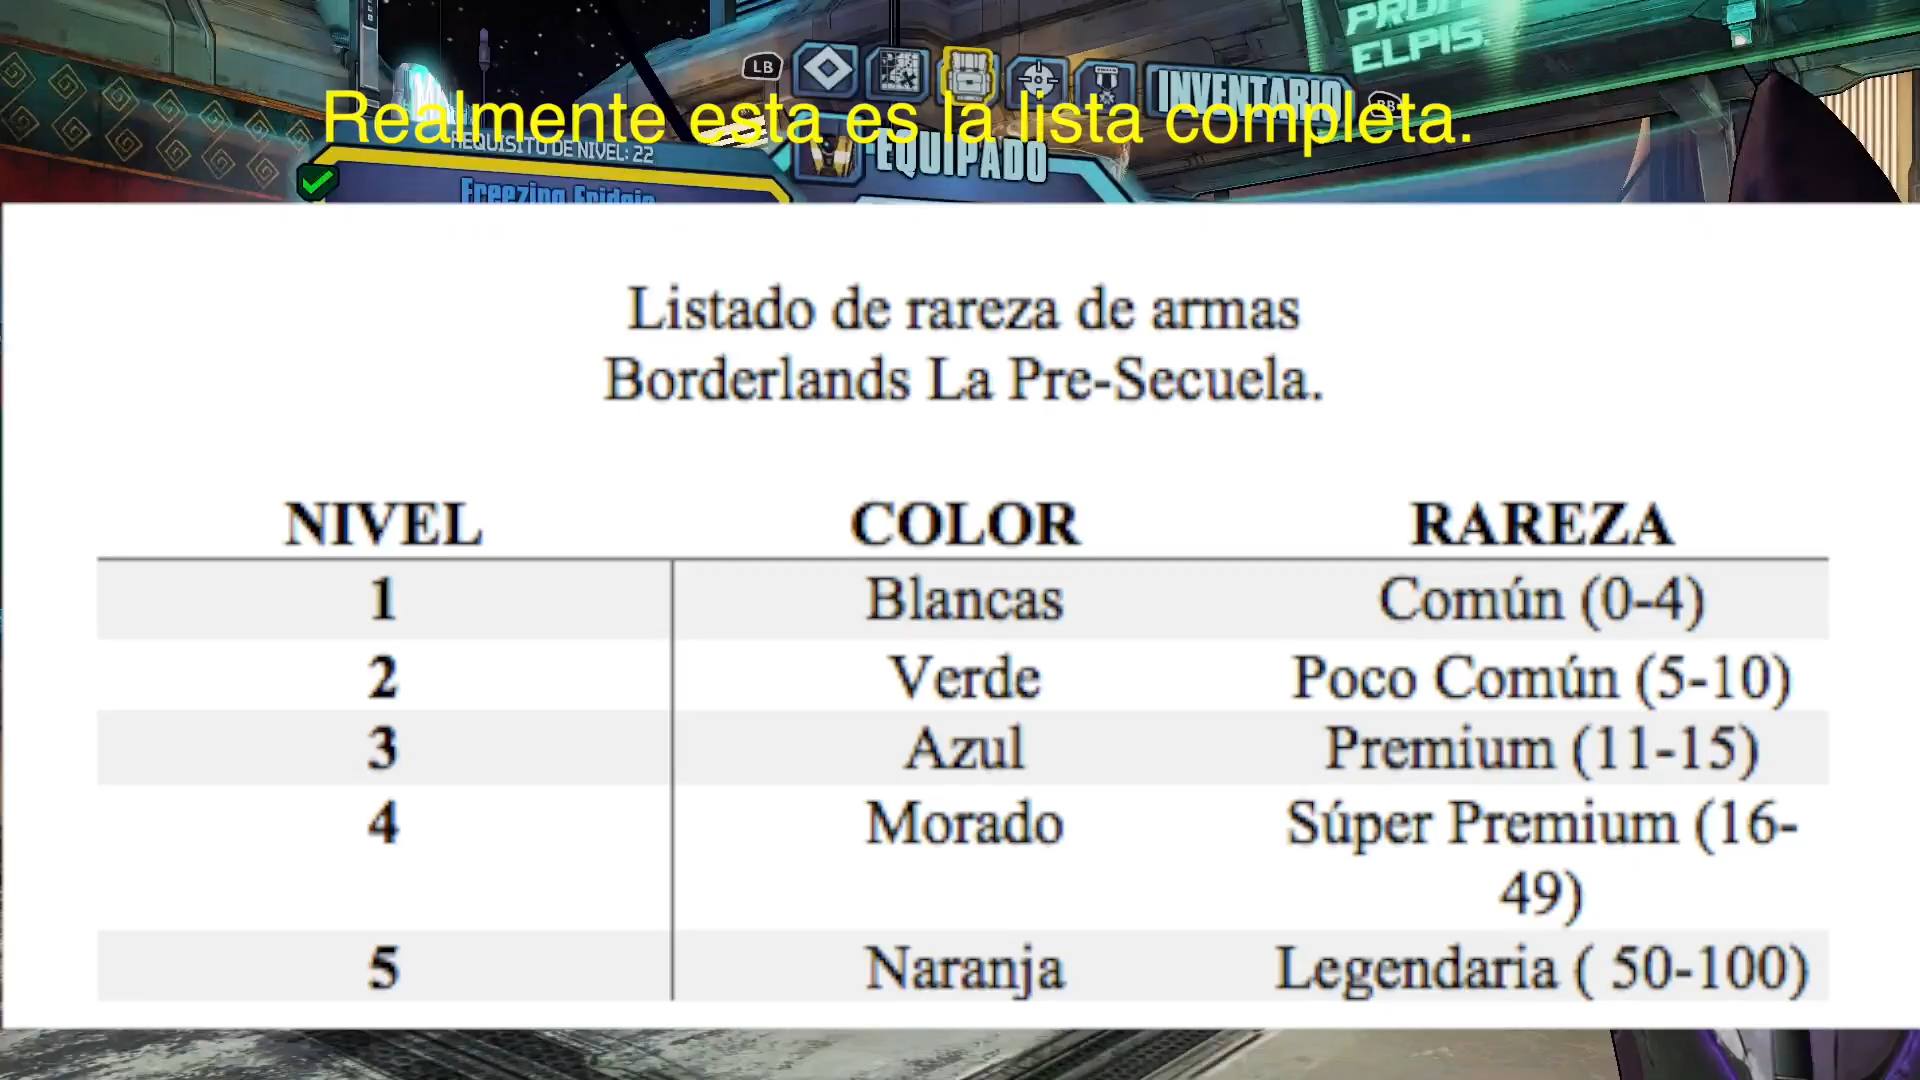 ELPIS
LB
INVENTARIO
Realmente esta es la lista completa.
REQUISITO DE NIVEL: 22
EQUIPADO
Listado de rareza de armas
Borderlands La Pre-Secuela.
NIVEL COLOR RAREZA
1 Blancas Común (0-4)
2 Verde Poco Común (5-10)
3 Azul Premium (11-15)
4 Morado Súper Premium (16-
49)
5 Naranja Legendaria ( 50-100)